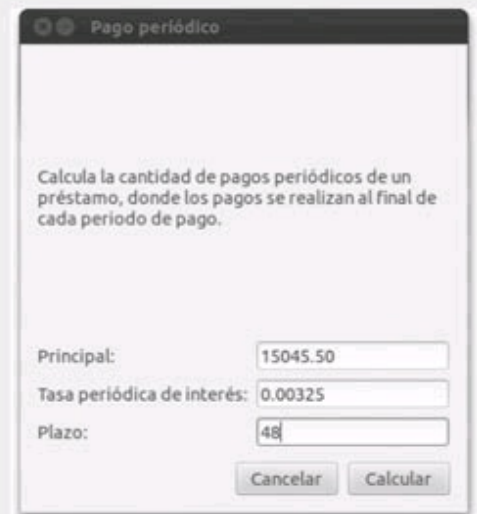 Pago periódico
Calcula la cantidad de pagos periódicos de un
préstamo, donde los pagos se realizan al final de
cada periodo de pago.
Principal: 15045.50
Tasa periódica de interés: 0.00325
Plazo: 48
Cancelar Calcular